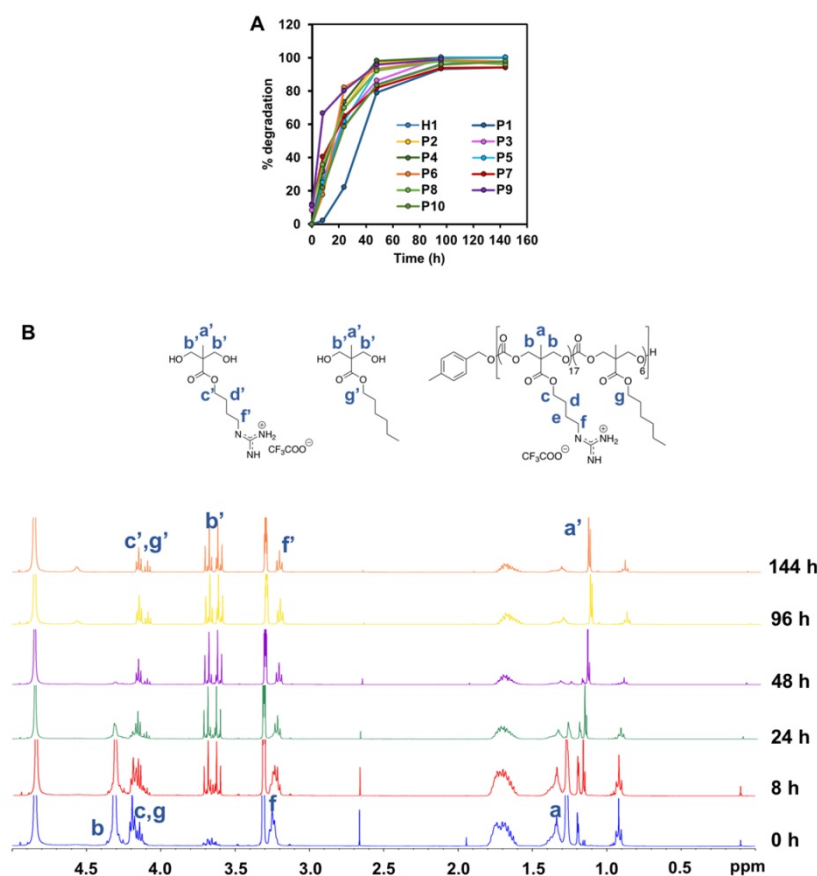 A
120
100
80
60
40
20
0
% degradation
H1 P1
P2 P3
P4 P5
P6 P7
P8 P9
P10
0 20 40 60 80 100 120 140 160
Time (h)
B
a'
b' b'
HO OH
O
O
c' d'
f'
N NH₂
⊕
NH CF₃COO⊖
a'
b' b'
HO OH
O
O
g'
O a O
b b
O O O 17 O O O 6 H
O
O
c d
e f
N NH₂
⊕
NH
CF₃COO⊖
O
O
g
c',g' b' f' a'
144 h
96 h
48 h
24 h
8 h
b c,g f a
0 h
4.5 4.0 3.5 3.0 2.5 2.0 1.5 1.0 0.5 ppm